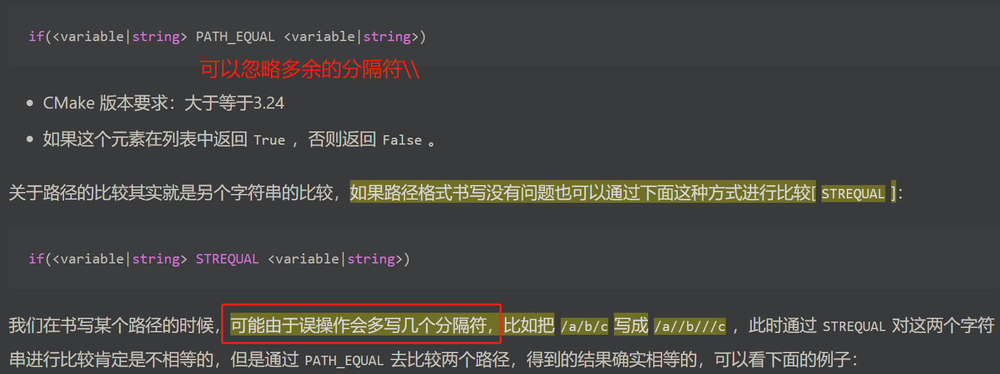 if(<variable|string> PATH_EQUAL <variable|string>)
可以忽略多余的分隔符\\
• CMake 版本要求：大于等于3.24
• 如果这个元素在列表中返回 True ，否则返回 False 。
关于路径的比较其实就是另个字符串的比较，如果路径格式书写没有问题也可以通过下面这种方式进行比较[ STREQUAL ]：
if(<variable|string> STREQUAL <variable|string>)
我们在书写某个路径的时候，可能由于误操作会多写几个分隔符，比如把 /a/b/c 写成 /a//b///c ，此时通过 STREQUAL 对这两个字符
串进行比较肯定是不相等的，但是通过 PATH_EQUAL 去比较两个路径，得到的结果确实相等的，可以看下面的例子：